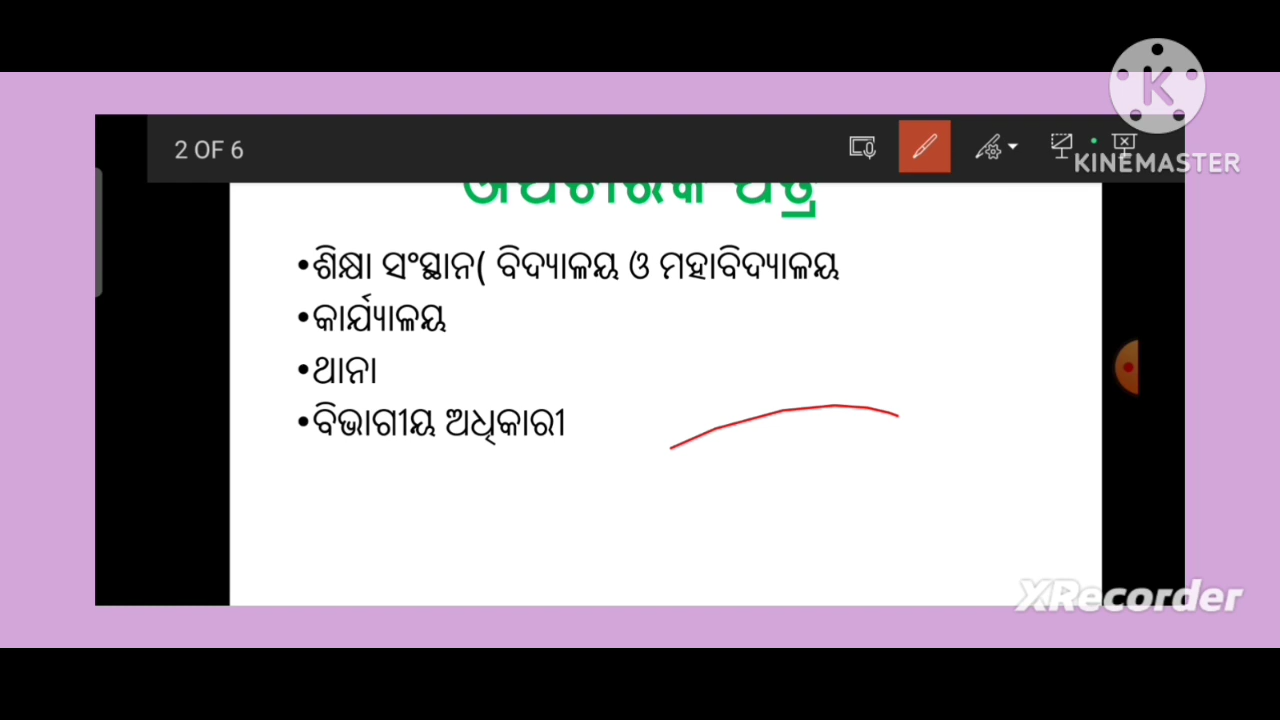 2 OF 6
KINEMASTER
•ଶିକ୍ଷା ସଂସ୍ଥାନ( ବିଦ୍ୟାଳୟ ଓ ମହାବିଦ୍ୟାଳୟ
•କାର୍ଯ୍ୟାଳୟ
•ଥାନା
•ବିଭାଗୀୟ ଅଧିକାରୀ
XRecorder